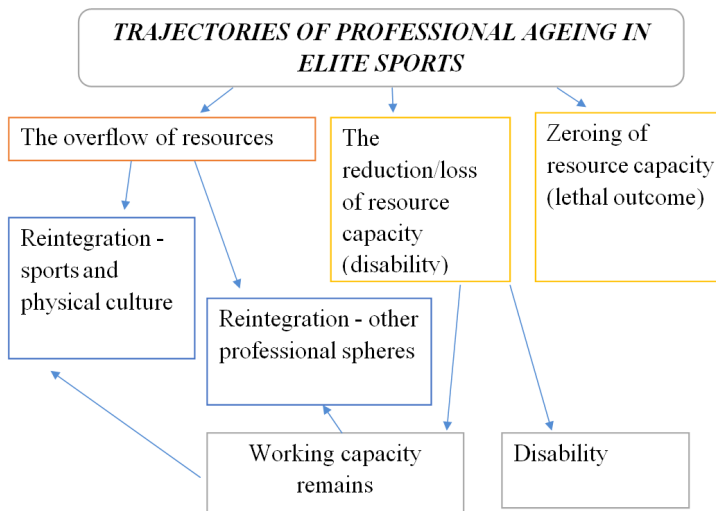 TRAJECTORIES OF PROFESSIONAL AGEING IN
ELITE SPORTS
The overflow of resources
The
reduction/loss
of resource
capacity
(disability)
Zeroing of
resource capacity
(lethal outcome)
Reintegration -
sports and
physical culture
Reintegration - other
professional spheres
Working capacity
remains
Disability